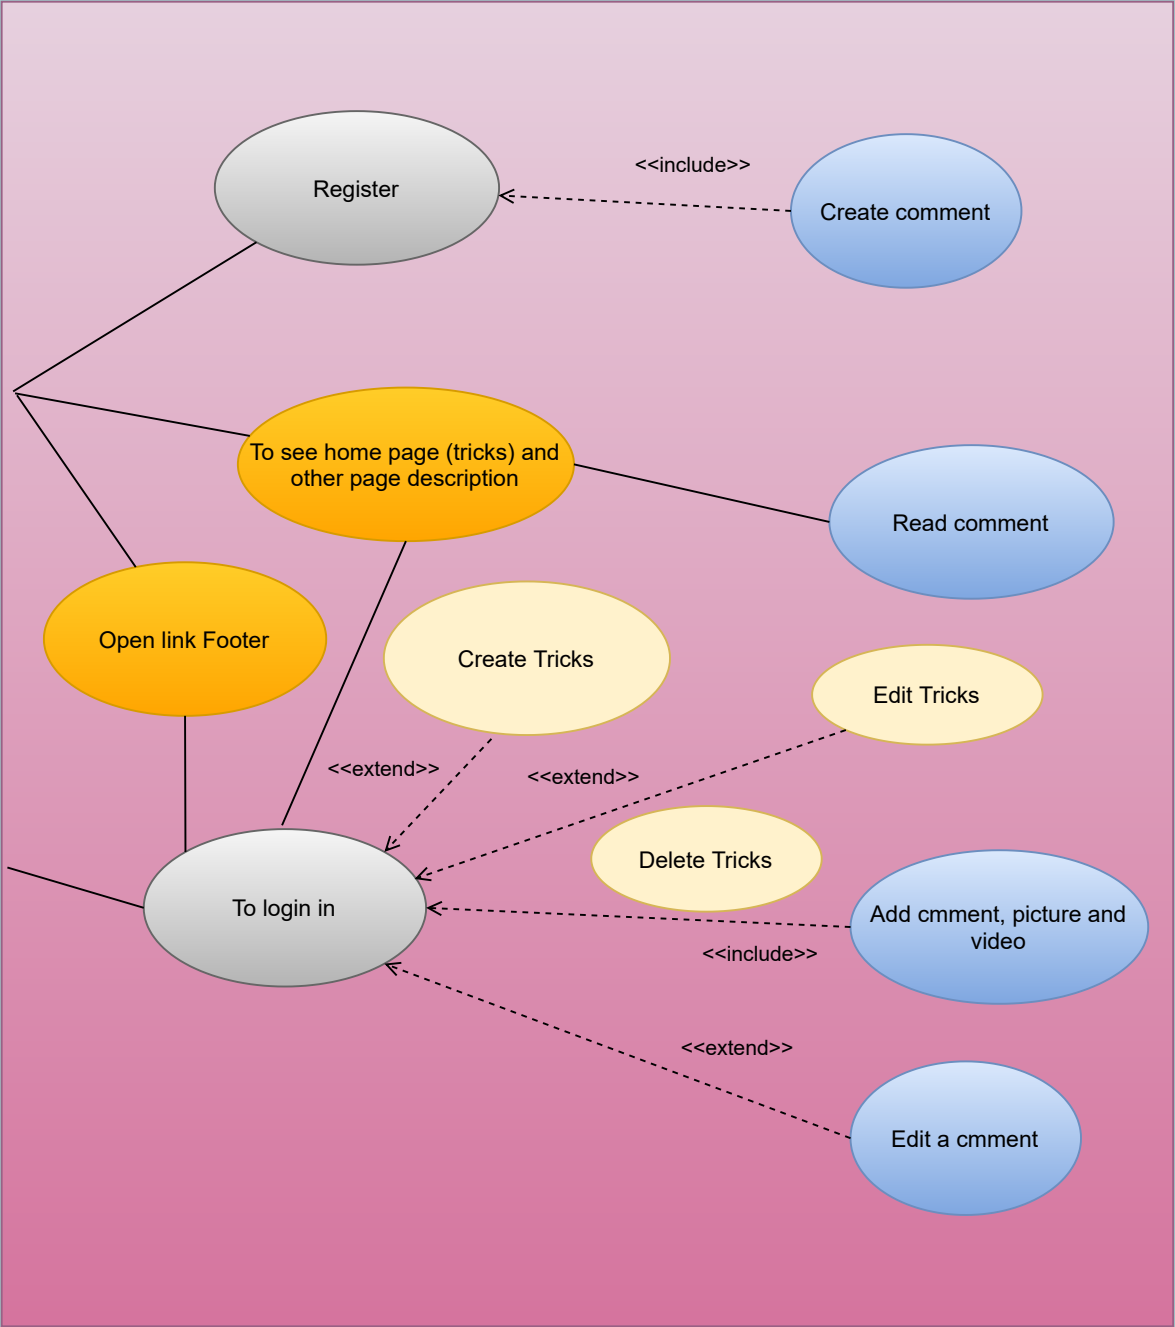 Register
<<include>>
Create comment
To see home page (tricks) and
other page description
Read comment
Open link Footer
Create Tricks
Edit Tricks
<<extend>>
<<extend>>
Delete Tricks
To login in
Add cmment, picture and
video
<<include>>
<<extend>>
Edit a cmment